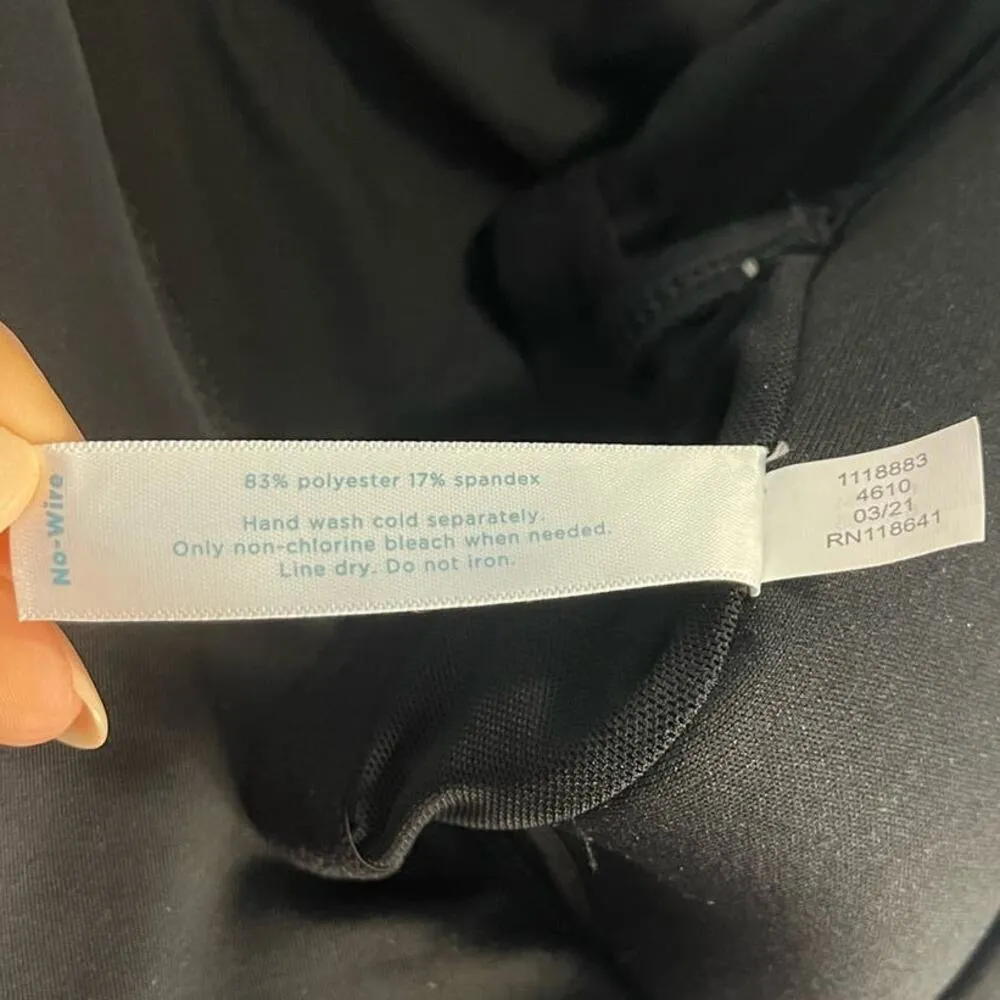 No-Wire
83% polyester 17% spandex
Hand wash cold separately.
Only non-chlorine bleach when needed.
Line dry. Do not iron.
1118883
4610
03/21
RN118641